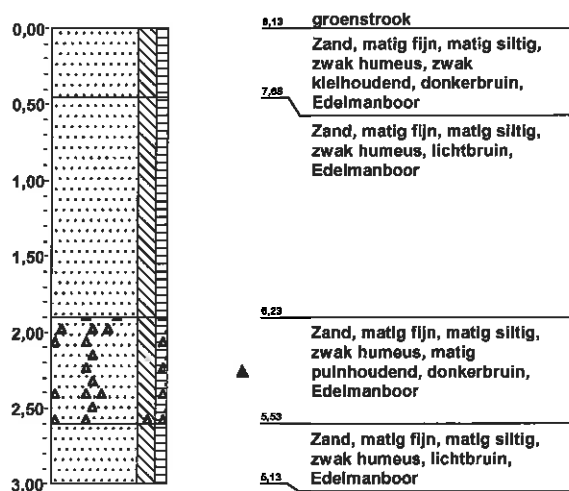 0,00
0,50
1,00
1,50
2,00
2,50
3,00
8,13 groenstrook
Zand, matig fijn, matig siltig,
zwak humeus, zwak
kleihoudend, donkerbruin,
Edelmanboor
7,68
Zand, matig fijn, matig siltig,
zwak humeus, lichtbruin,
Edelmanboor
6,23
Zand, matig fijn, matig siltig,
zwak humeus, matig
puinhoudend, donkerbruin,
Edelmanboor
5,53
Zand, matig fijn, matig siltig,
zwak humeus, lichtbruin,
Edelmanboor
5,13